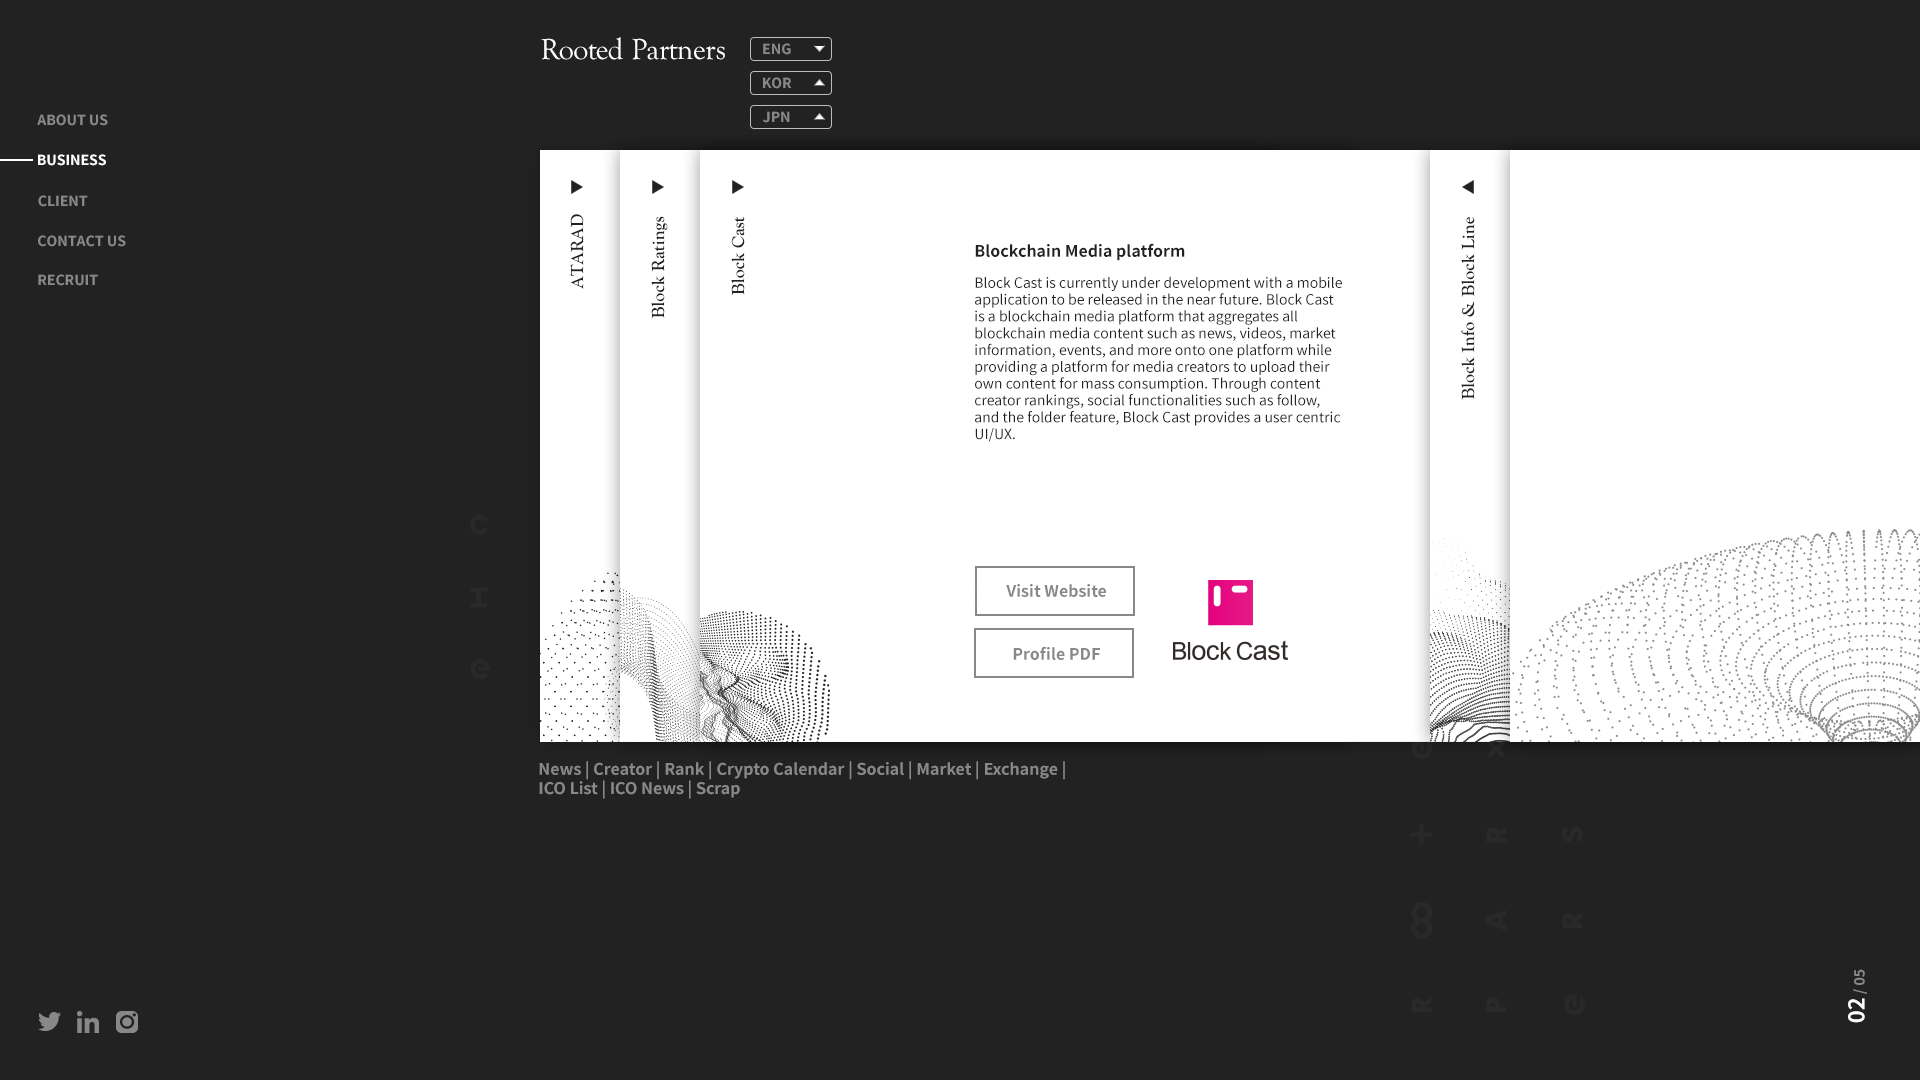 Rooted Partners
ENG
KOR
JPN
ABOUT US
BUSINESS
CLIENT
CONTACT US
RECRUIT
ATARAD
Block Ratings
Block Cast
Blockchain Media platform
Block Cast is currently under development with a mobile
application to be released in the near future. Block Cast
is a blockchain media platform that aggregates all
blockchain media content such as news, videos, market
information, events, and more onto one platform while
providing a platform for media creators to upload their
own content for mass consumption. Through content
creator rankings, social functionalities such as follow,
and the folder feature, Block Cast provides a user centric
UI/UX.
Visit Website
Profile PDF
Block Cast
Block Info & Block Line
News | Creator | Rank | Crypto Calendar | Social | Market | Exchange |
ICO List | ICO News | Scrap
02 / 05
in